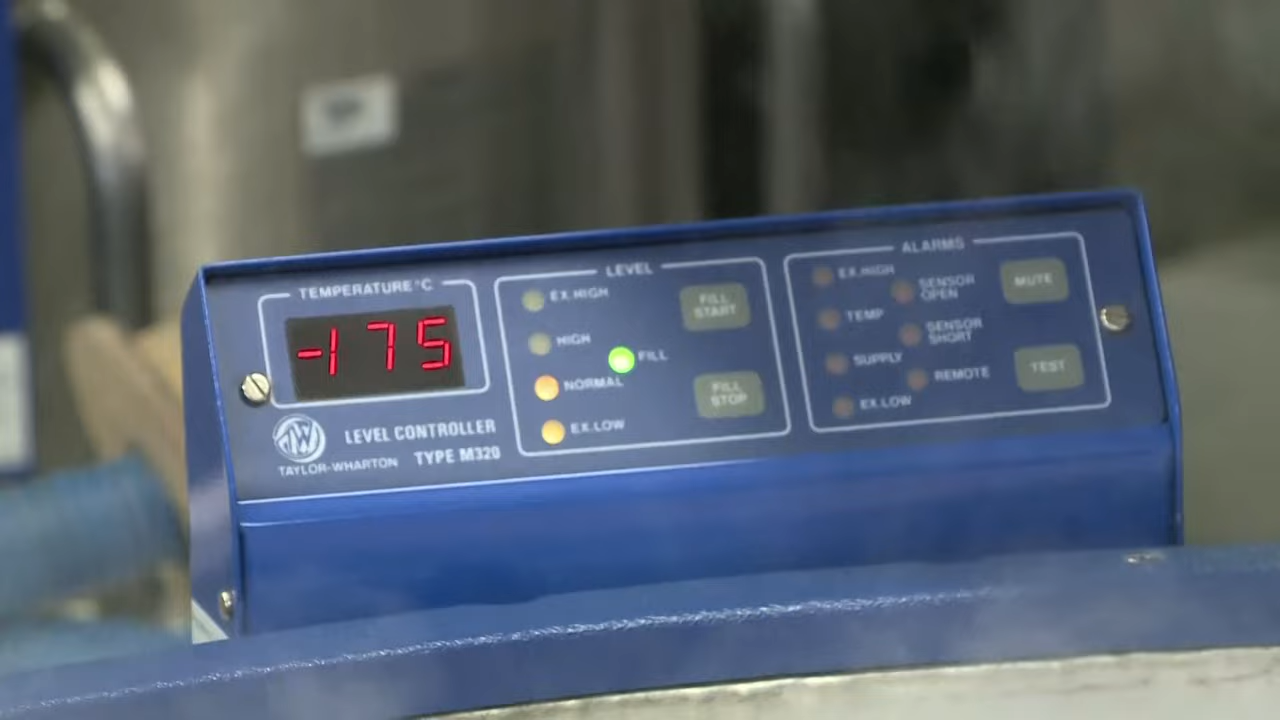 TEMPERATURE °C
-175
LEVEL CONTROLLER
TAYLOR-WHARTON TYPE M320
LEVEL
EX.HIGH
HIGH
NORMAL
EX.LOW
FILL
FILL
START
FILL
STOP
ALARMS
EX.HIGH
TEMP
SUPPLY
EX.LOW
SENSOR
OPEN
SENSOR
SHORT
REMOTE
MUTE
TEST